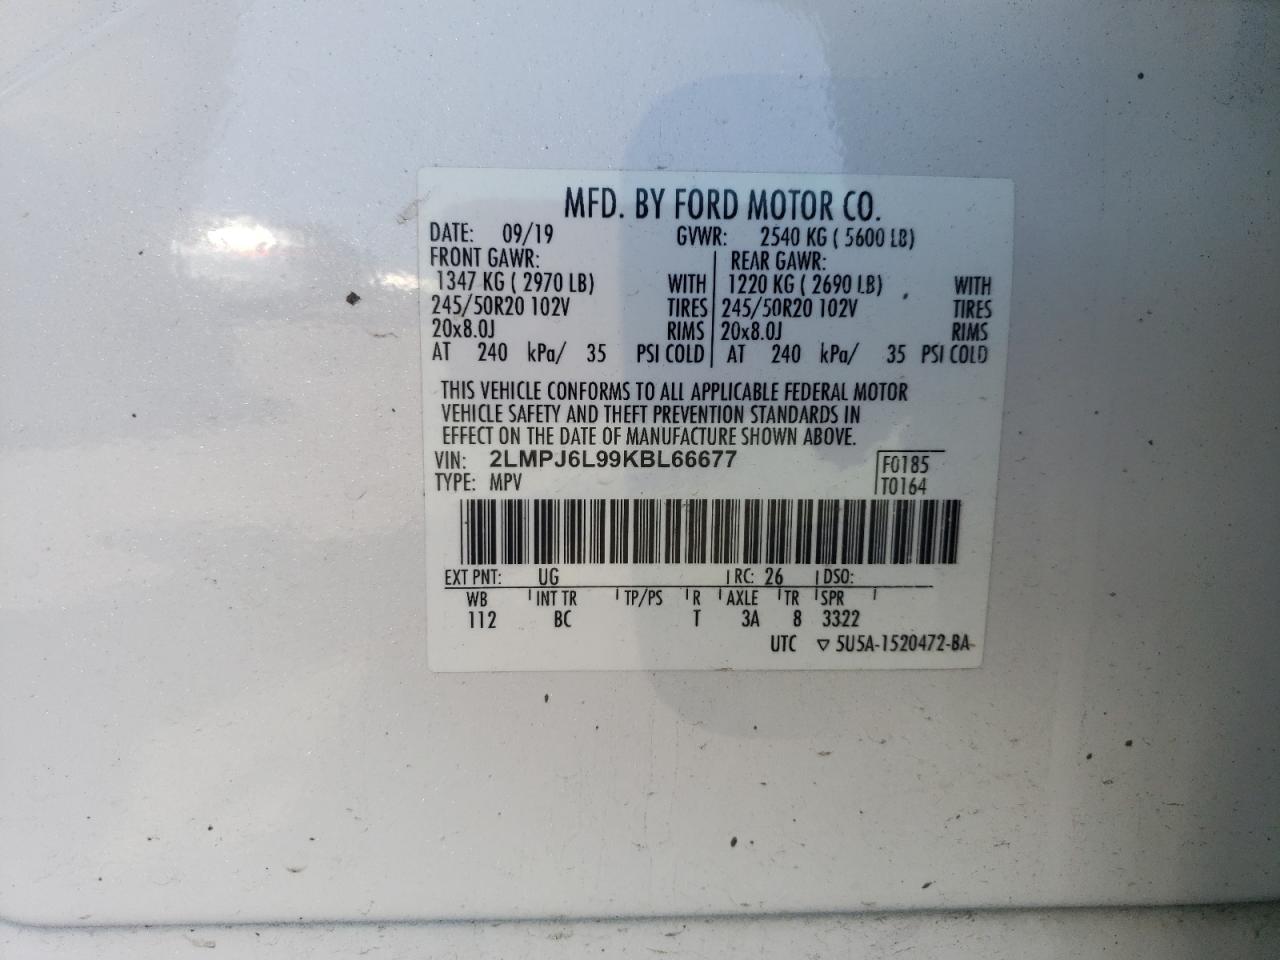 MFD. BY FORD MOTOR CO.
DATE: 09/19 GVWR: 2540 KG ( 5600 LB)
FRONT GAWR: REAR GAWR:
1347 KG ( 2970 LB) WITH 1220 KG ( 2690 LB) WITH
245/50R20 102V TIRES 245/50R20 102V TIRES
20x8.0J RIMS 20x8.0J RIMS
AT 240 kPa/ 35 PSI COLD AT 240 kPa/ 35 PSI COLD
THIS VEHICLE CONFORMS TO ALL APPLICABLE FEDERAL MOTOR
VEHICLE SAFETY AND THEFT PREVENTION STANDARDS IN
EFFECT ON THE DATE OF MANUFACTURE SHOWN ABOVE.
VIN: 2LMPJ6L99KBL66677 F0185
TYPE: MPV T0164
EXT PNT: UG RC: 26 DSO:
WB INT TR TP/PS R AXLE TR SPR
112 BC T 3A 8 3322
UTC ▽ 5U5A-1520472-BA